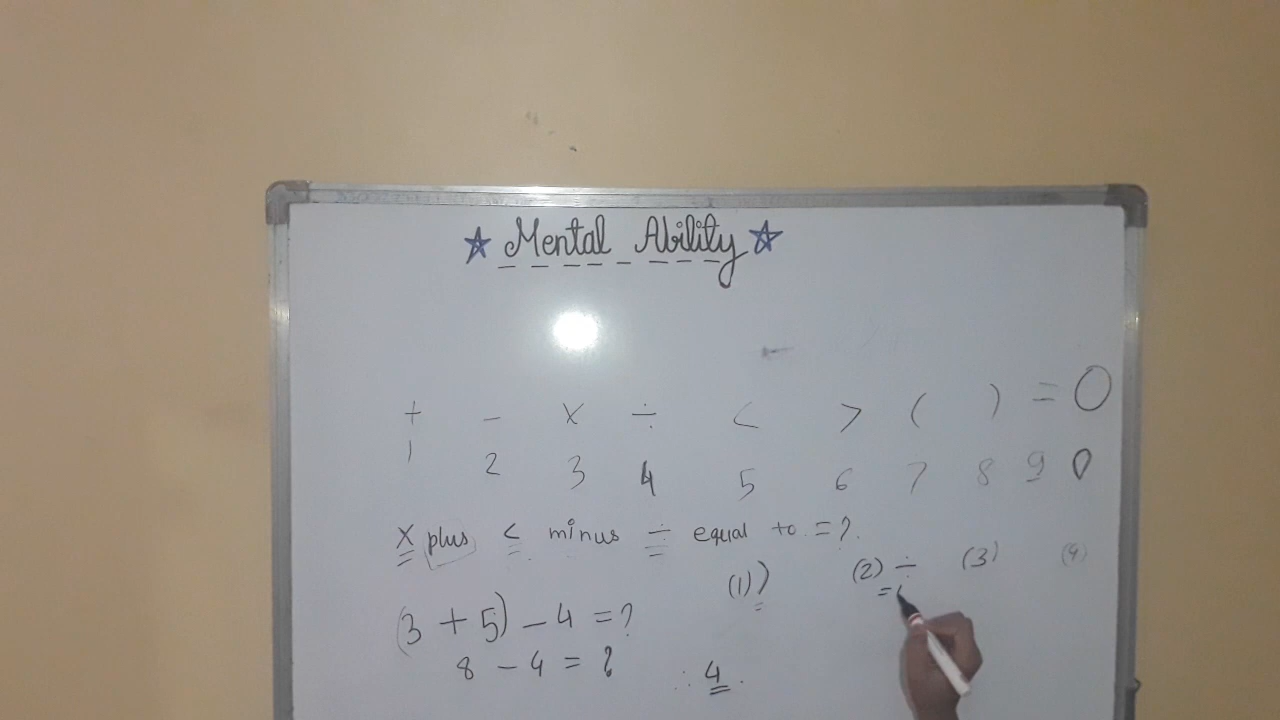 ☆ Mental Ability ☆
+ - × ÷ < > ( ) = 0
1 2 3 4 5 6 7 8 9 0
× plus < minus ÷ equal to = ?
(1) ) (2) ÷ (3) (4)
(3 + 5) - 4 = ?
8 - 4 = ?
∴ 4.